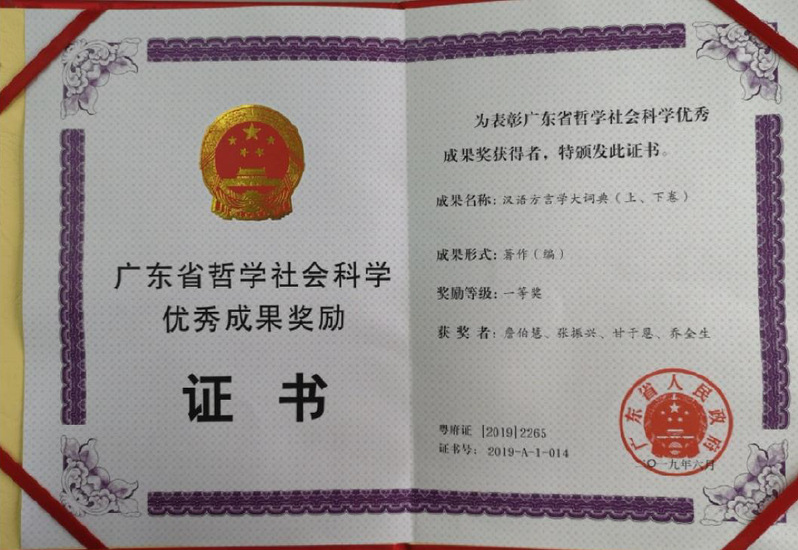 广东省哲学社会科学
优秀成果奖励
证 书
为表彰广东省哲学社会科学优秀
成果奖获得者，特颁发此证书。
成果名称：汉语方言学大词典（上、下卷）
成果形式：著作（编）
奖励等级：一等奖
获 奖 者：詹伯慧、张振兴、甘于恩、乔全生
粤府证 [2019]2265
证书号：2019-A-1-014
广东省人民政府
二〇一九年六月